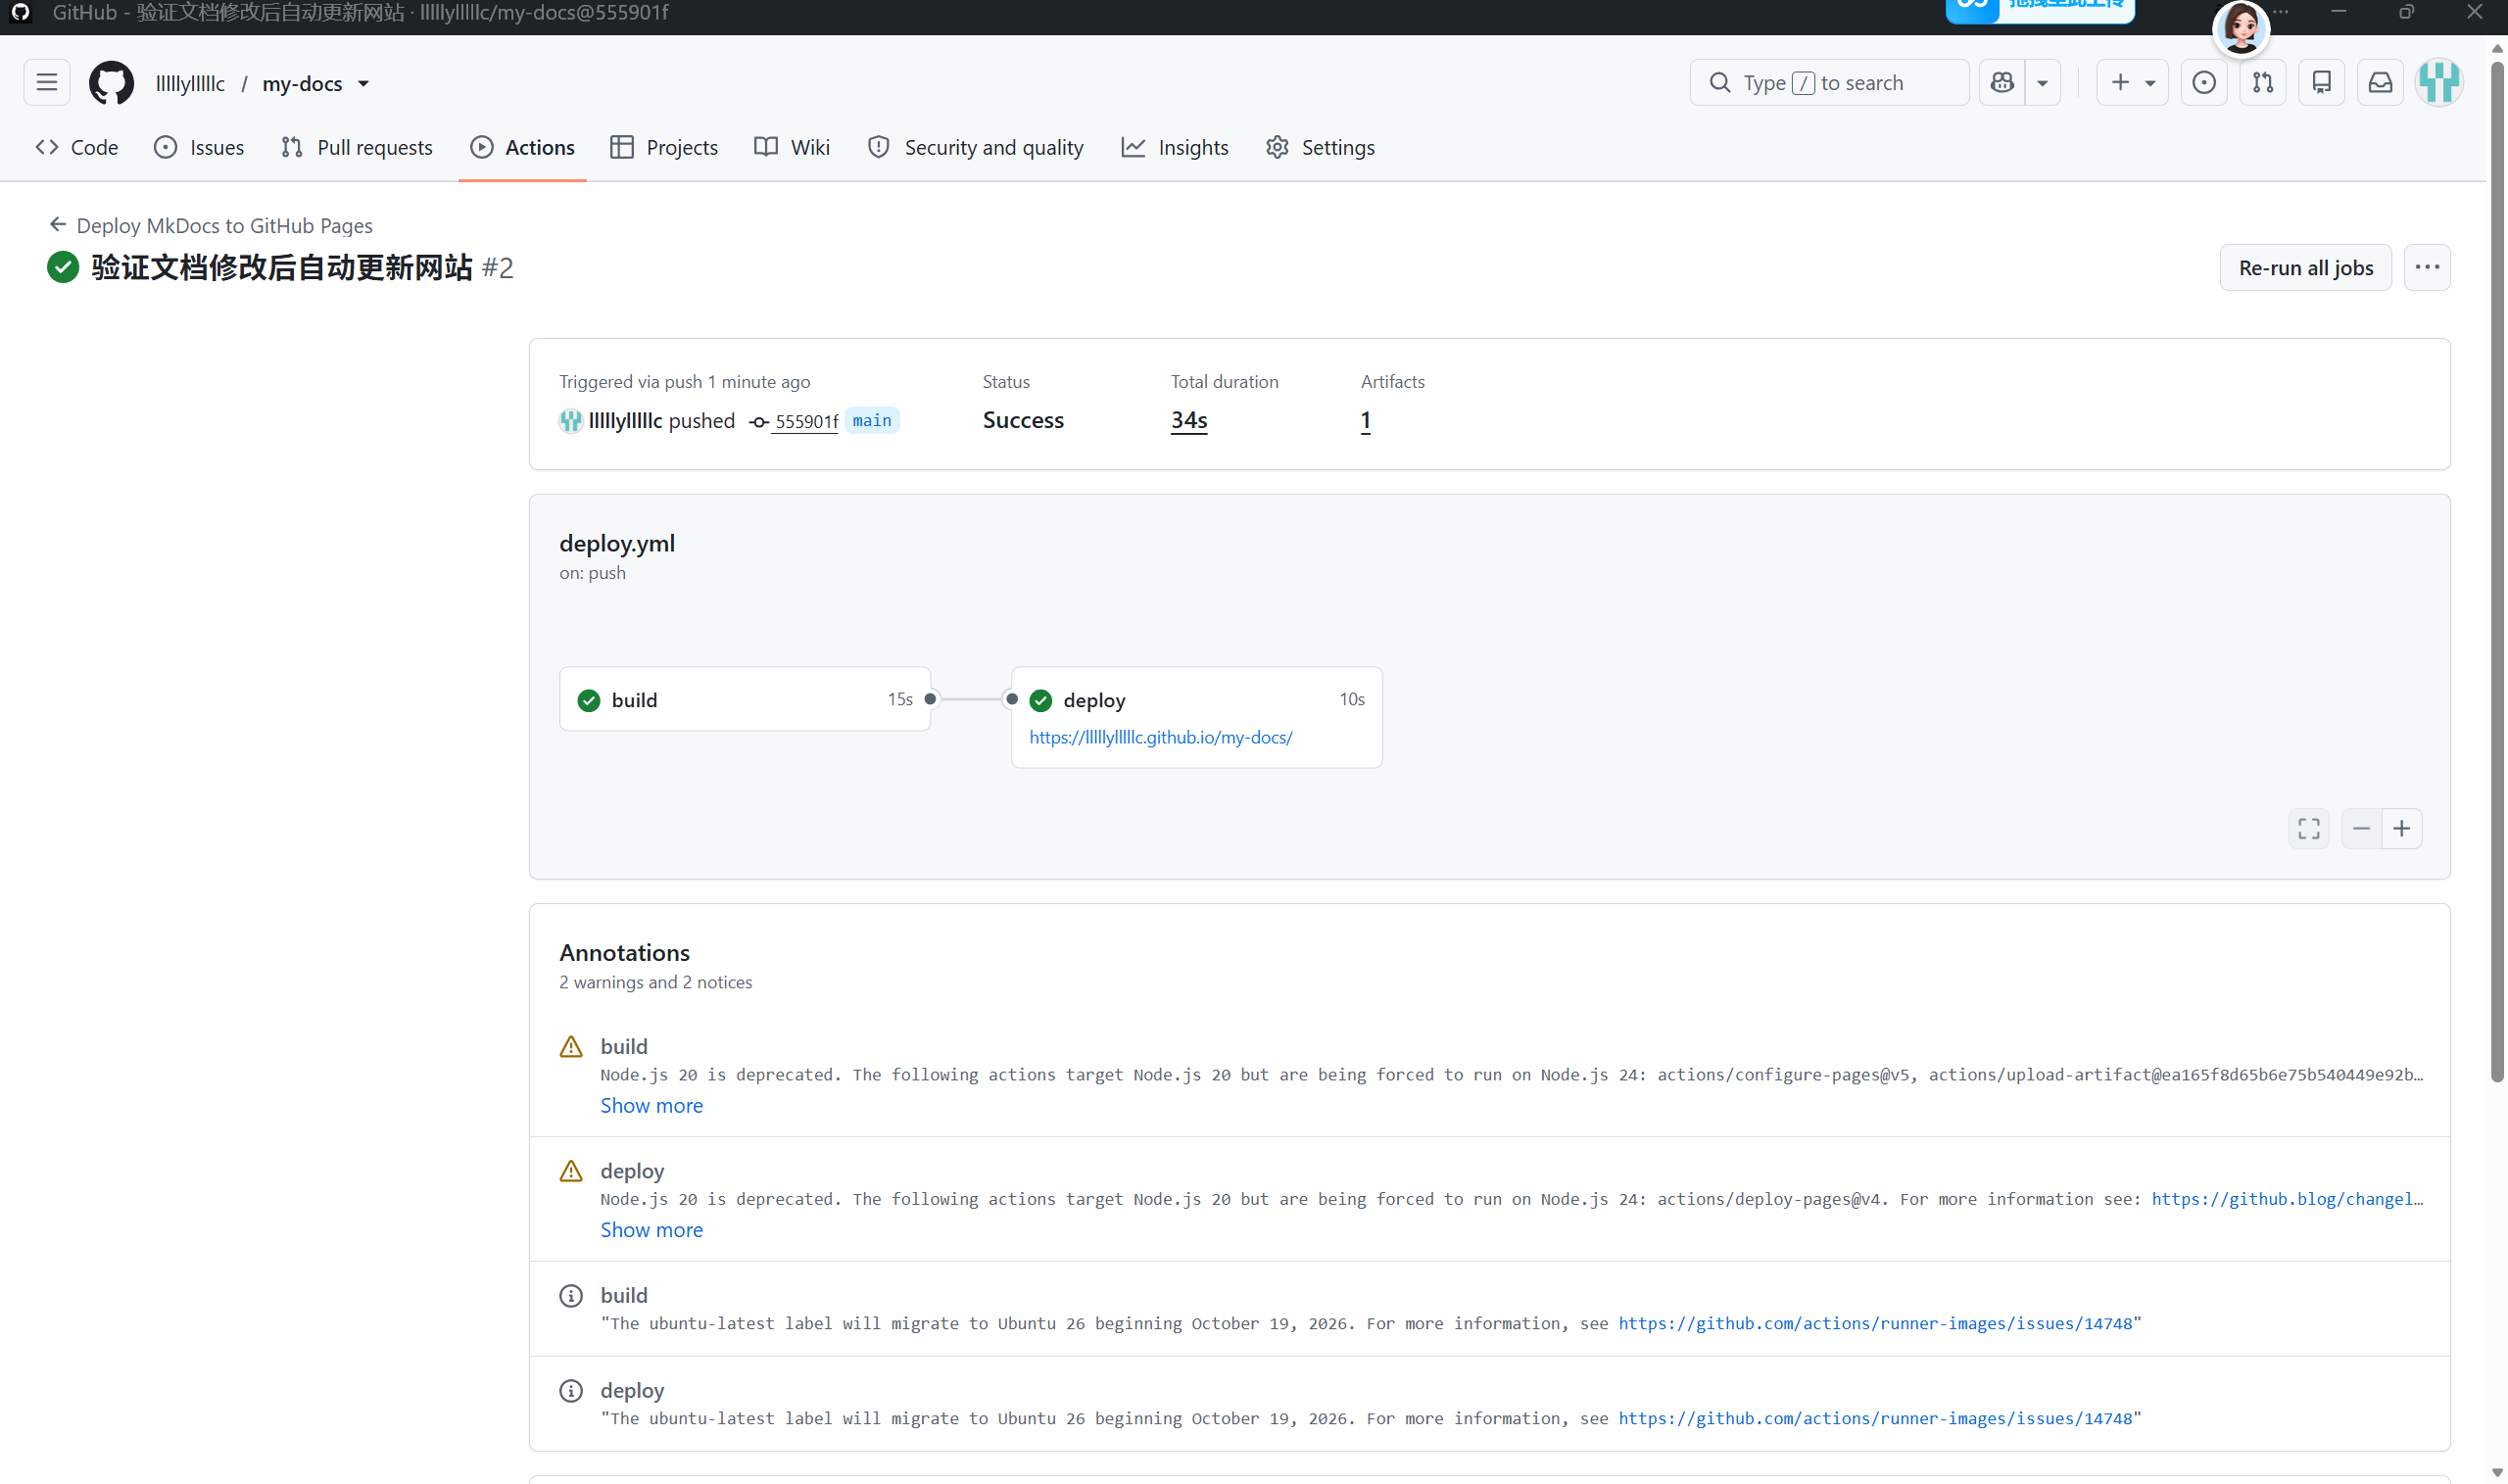 GitHub - 验证文档修改后自动更新网站 · lllllylllllc/my-docs@555901f
lllllylllllc / my-docs
Type / to search
Code Issues Pull requests Actions Projects Wiki Security and quality Insights Settings
Deploy MkDocs to GitHub Pages
验证文档修改后自动更新网站 #2
Re-run all jobs
Triggered via push 1 minute ago
Status
Total duration
Artifacts
lllllylllllc pushed 555901f main
Success
34s
1
deploy.yml
on: push
build 15s
deploy 10s
https://lllllylllllc.github.io/my-docs/
Annotations
2 warnings and 2 notices
build
Node.js 20 is deprecated. The following actions target Node.js 20 but are being forced to run on Node.js 24: actions/configure-pages@v5, actions/upload-artifact@ea165f8d65b6e75b540449e92b…
Show more
deploy
Node.js 20 is deprecated. The following actions target Node.js 20 but are being forced to run on Node.js 24: actions/deploy-pages@v4. For more information see: https://github.blog/changel…
Show more
build
"The ubuntu-latest label will migrate to Ubuntu 26 beginning October 19, 2026. For more information, see https://github.com/actions/runner-images/issues/14748"
deploy
"The ubuntu-latest label will migrate to Ubuntu 26 beginning October 19, 2026. For more information, see https://github.com/actions/runner-images/issues/14748"